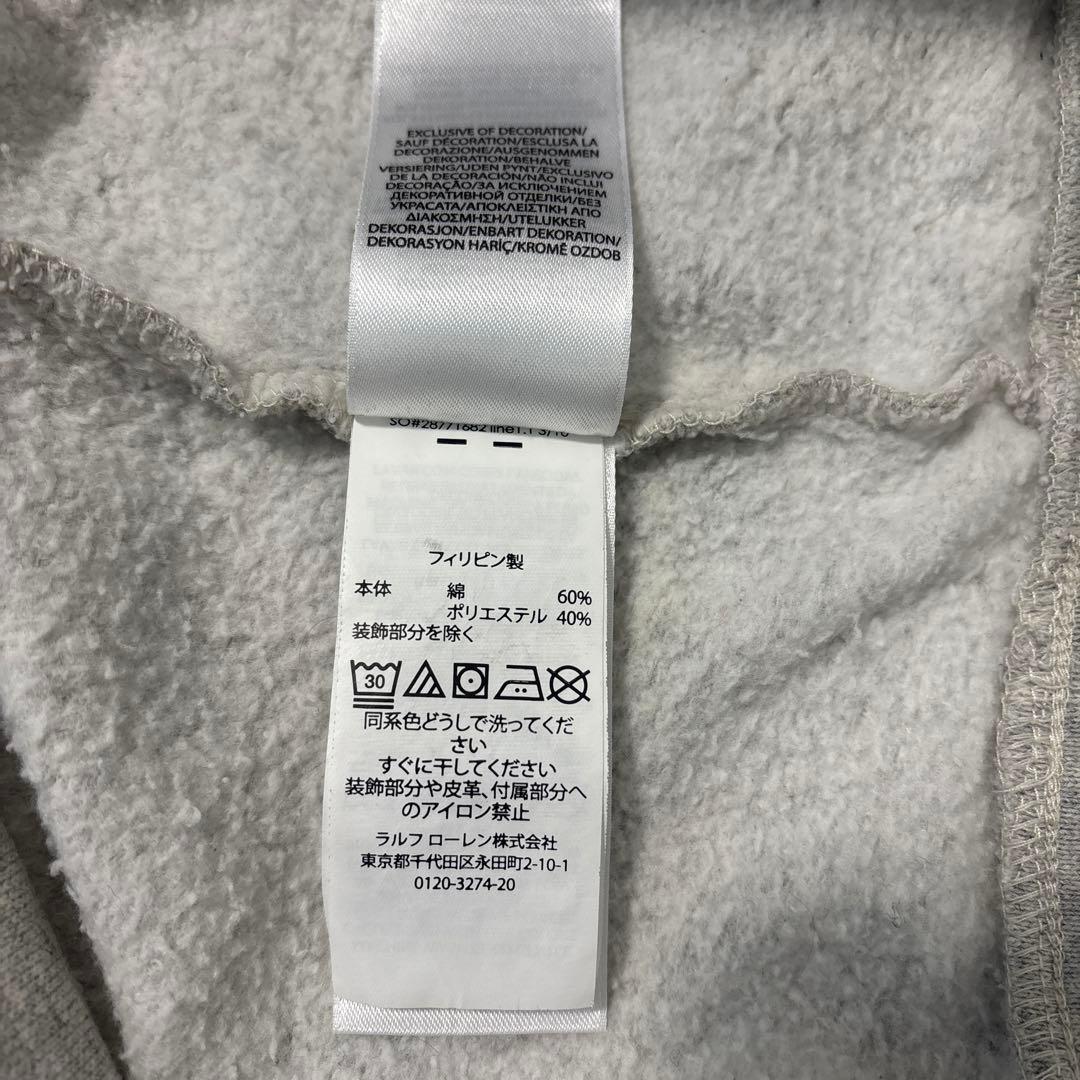 EXCLUSIVE OF DECORATION/
SAUF DÉCORATION/ESCLUSA LA
DECORAZIONE/AUSGENOMMEN
DEKORATION/BEHALVE
VERSIERING/UDEN PYNT/EXCLUSIVO
DE LA DECORACIÓN/NÃO INCLUI
DECORAÇÃO/ЗА ИСКЛЮЧЕНИЕМ
ДЕКОРАТИВНОЙ ОТДЕЛКИ/БЕЗ
УКРАСАТА/ΑΠΟΚΛΕΙΣΤΙΚΗ ΑΠΟ
ΔΙΑΚΟΣΜΗΣΗ/UTELUKKER
DEKORASJON/ENBART DEKORATION/
DEKORASYON HARİÇ/KROMĚ OZDOB
SO#28771682 line1.1 3/10
フィリピン製
本体 綿 60%
ポリエステル 40%
装飾部分を除く
30
同系色どうしで洗ってくだ
さい
すぐに干してください
装飾部分や皮革、付属部分へ
のアイロン禁止
ラルフ ローレン株式会社
東京都千代田区永田町2-10-1
0120-3274-20